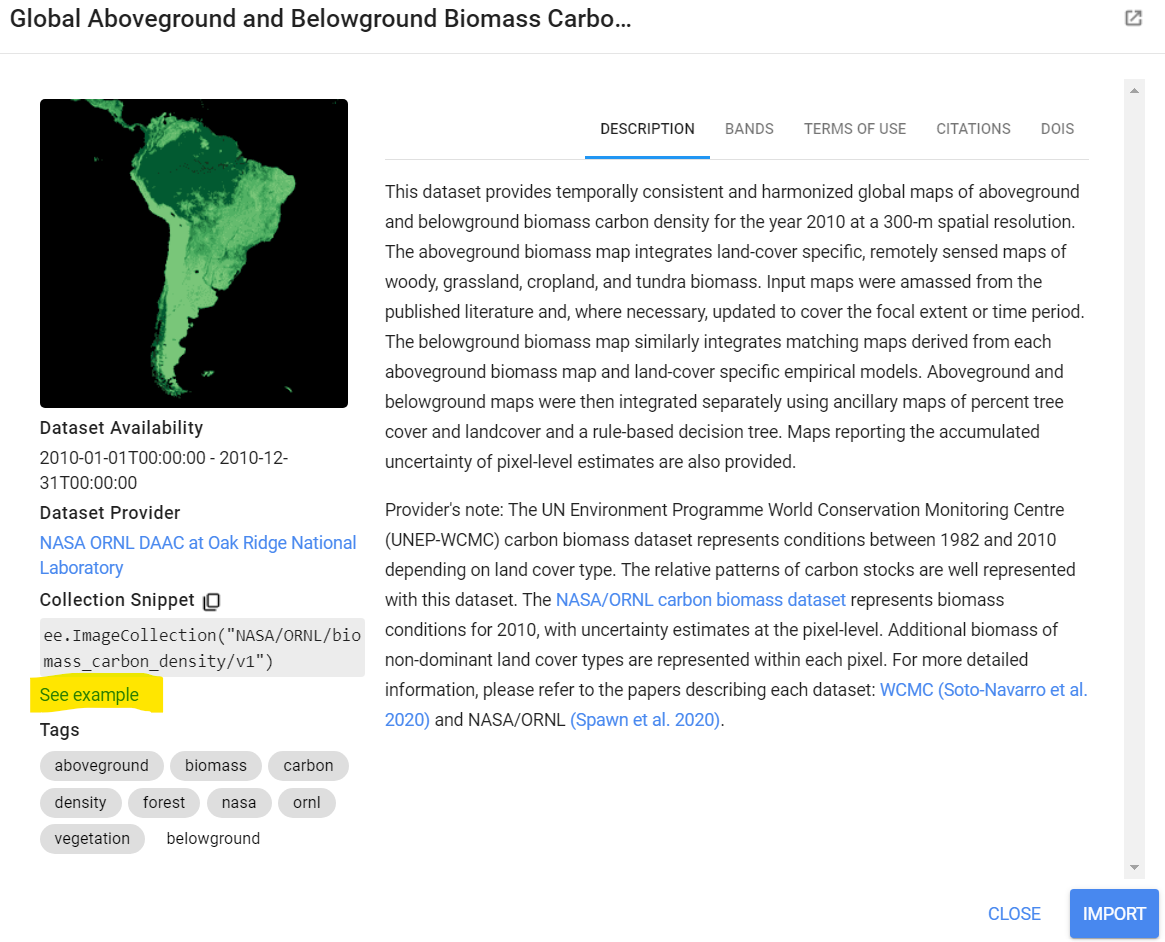 Global Aboveground and Belowground Biomass Carbo...
DESCRIPTION BANDS TERMS OF USE CITATIONS DOIS
Dataset Availability
2010-01-01T00:00:00 - 2010-12-
31T00:00:00
Dataset Provider
NASA ORNL DAAC at Oak Ridge National
Laboratory
Collection Snippet
ee.ImageCollection("NASA/ORNL/bio
mass_carbon_density/v1")
See example
Tags
aboveground biomass carbon
density forest nasa ornl
vegetation belowground
This dataset provides temporally consistent and harmonized global maps of aboveground
and belowground biomass carbon density for the year 2010 at a 300-m spatial resolution.
The aboveground biomass map integrates land-cover specific, remotely sensed maps of
woody, grassland, cropland, and tundra biomass. Input maps were amassed from the
published literature and, where necessary, updated to cover the focal extent or time period.
The belowground biomass map similarly integrates matching maps derived from each
aboveground biomass map and land-cover specific empirical models. Aboveground and
belowground maps were then integrated separately using ancillary maps of percent tree
cover and landcover and a rule-based decision tree. Maps reporting the accumulated
uncertainty of pixel-level estimates are also provided.
Provider's note: The UN Environment Programme World Conservation Monitoring Centre
(UNEP-WCMC) carbon biomass dataset represents conditions between 1982 and 2010
depending on land cover type. The relative patterns of carbon stocks are well represented
with this dataset. The NASA/ORNL carbon biomass dataset represents biomass
conditions for 2010, with uncertainty estimates at the pixel-level. Additional biomass of
non-dominant land cover types are represented within each pixel. For more detailed
information, please refer to the papers describing each dataset: WCMC (Soto-Navarro et al.
2020) and NASA/ORNL (Spawn et al. 2020).
CLOSE IMPORT